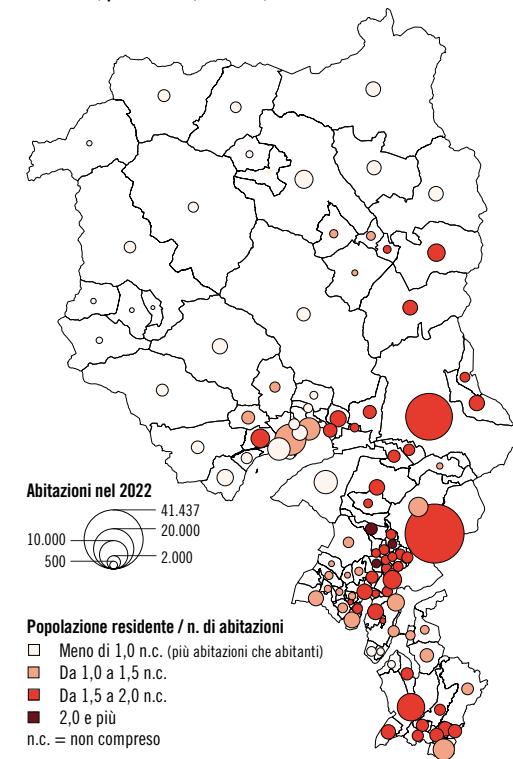 Abitazioni nel 2022
41.437
20.000
10.000
2.000
500
Popolazione residente / n. di abitazioni
Meno di 1,0 n.c. (più abitazioni che abitanti)
Da 1,0 a 1,5 n.c.
Da 1,5 a 2,0 n.c.
2,0 e più
n.c. = non compreso